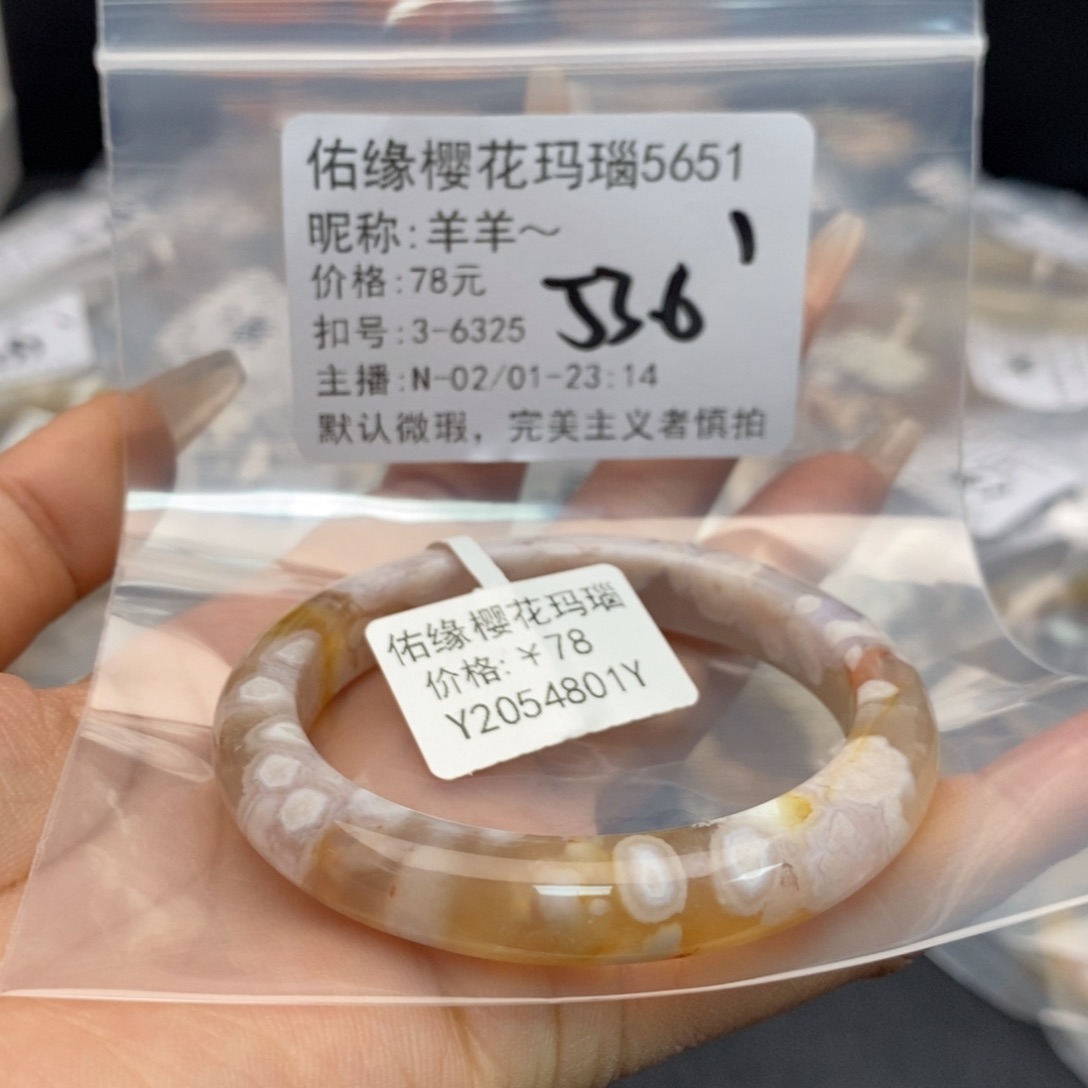 佑缘樱花玛瑙5651
昵称:羊羊～
价格:78元
扣号:3-6325
主播:N-02/01-23:14
默认微瑕，完美主义者慎拍
536
佑缘樱花玛瑙
价格:￥78
Y2054801Y